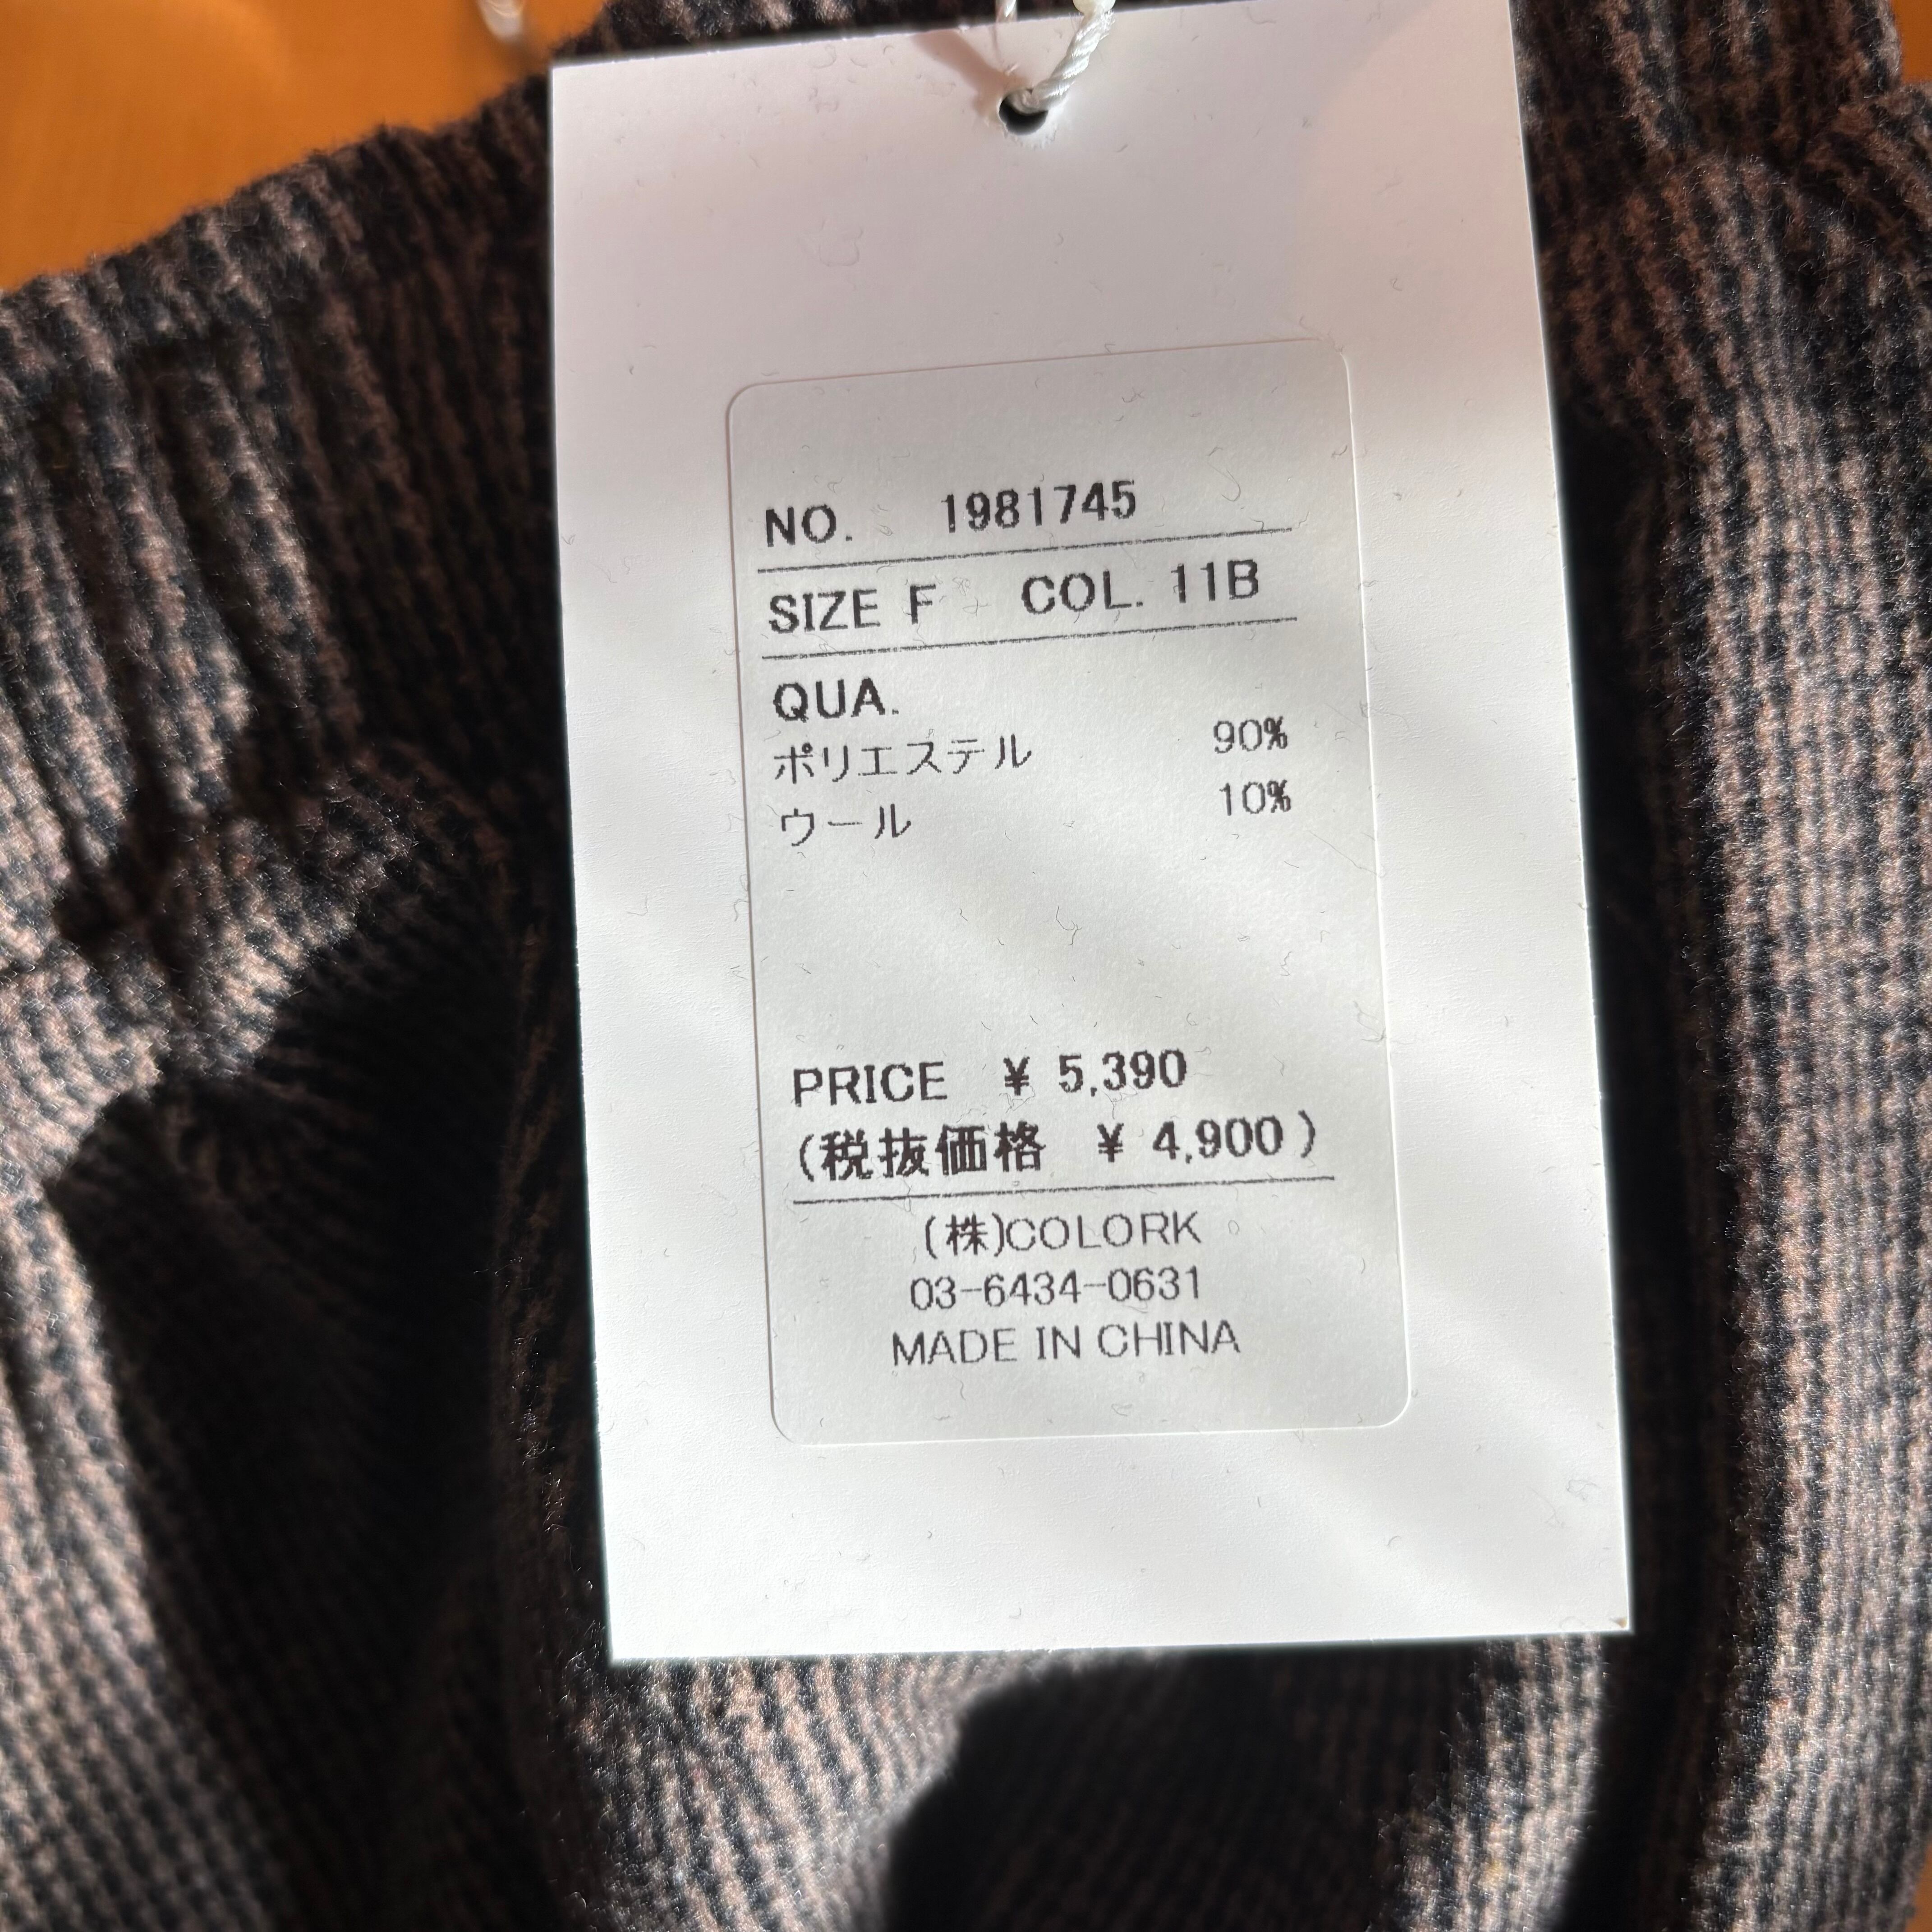 NO. 1981745
SIZE F COL. 11B
QUA.
ポリエステル 90%
ウール 10%
PRICE ¥ 5,390
(税抜価格 ¥ 4,900)
(株)COLORK
03-6434-0631
MADE IN CHINA